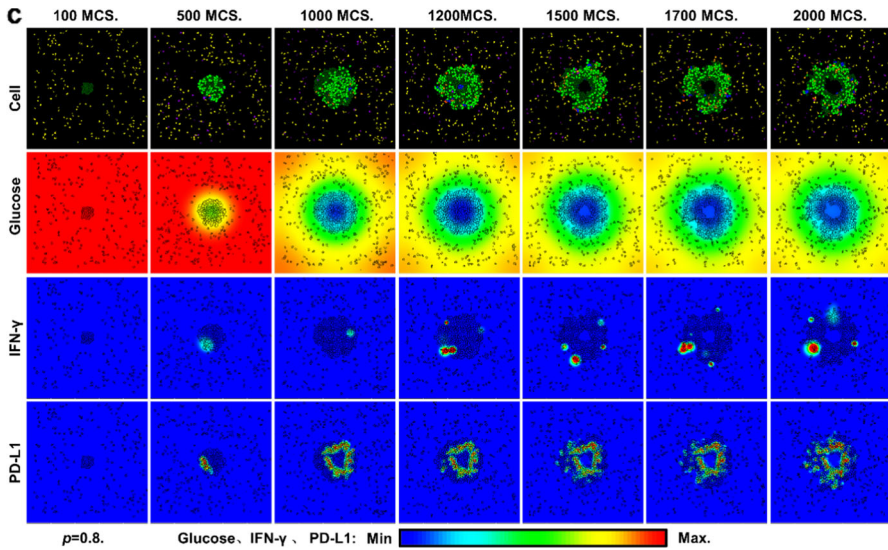 C
100 MCS. 500 MCS. 1000 MCS. 1200MCS. 1500 MCS. 1700 MCS. 2000 MCS.
Cell
Glucose
IFN-γ
PD-L1
p=0.8. Glucose、IFN-γ 、 PD-L1: Min Max.